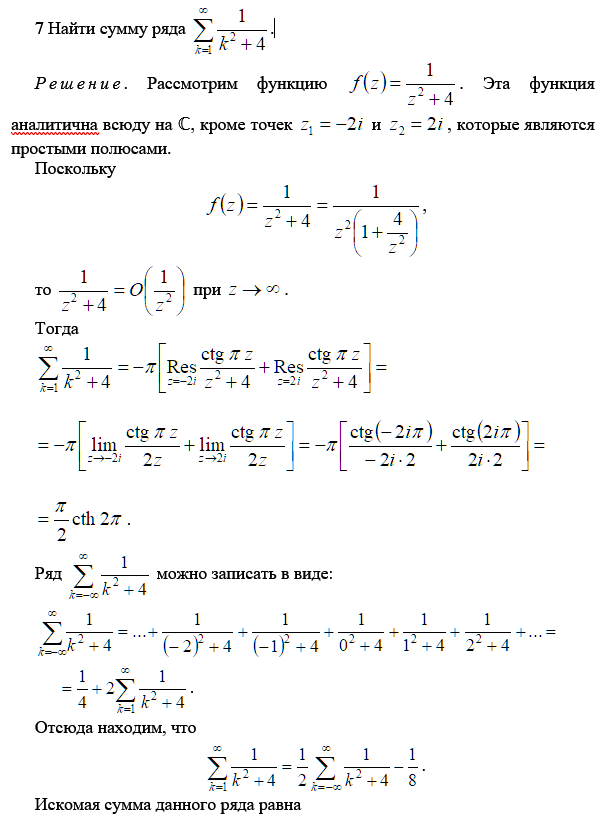 7 Найти сумму ряда $\sum_{k=1}^{\infty} \frac{1}{k^2+4}$.
Решение. Рассмотрим функцию $f(z)=\frac{1}{z^2+4}$. Эта функция
аналитична всюду на ℂ, кроме точек $z_1=-2i$ и $z_2=2i$, которые являются
простыми полюсами.
Поскольку
$f(z)=\frac{1}{z^2+4}=\frac{1}{z^2\left(1+\frac{4}{z^2}\right)},$
то $\frac{1}{z^2+4}=O\left(\frac{1}{z^2}\right)$ при $z \to \infty$.
Тогда
$\sum_{k=1}^{\infty} \frac{1}{k^2+4}=-\pi\left[\operatorname{Res}_{z=-2i}\frac{\operatorname{ctg}\pi z}{z^2+4}+\operatorname{Res}_{z=2i}\frac{\operatorname{ctg}\pi z}{z^2+4}\right]=$
$=-\pi\left[\lim_{z\to-2i}\frac{\operatorname{ctg}\pi z}{2z}+\lim_{z\to 2i}\frac{\operatorname{ctg}\pi z}{2z}\right]=-\pi\left[\frac{\operatorname{ctg}(-2i\pi)}{-2i\cdot 2}+\frac{\operatorname{ctg}(2i\pi)}{2i\cdot 2}\right]=$
$=\frac{\pi}{2}\operatorname{cth}2\pi$.
Ряд $\sum_{k=-\infty}^{\infty} \frac{1}{k^2+4}$ можно записать в виде:
$\sum_{k=-\infty}^{\infty} \frac{1}{k^2+4}=...+\frac{1}{(-2)^2+4}+\frac{1}{(-1)^2+4}+\frac{1}{0^2+4}+\frac{1}{1^2+4}+\frac{1}{2^2+4}+...=$
$=\frac{1}{4}+2\sum_{k=1}^{\infty} \frac{1}{k^2+4}.$
Отсюда находим, что
$\sum_{k=1}^{\infty} \frac{1}{k^2+4}=\frac{1}{2}\sum_{k=-\infty}^{\infty} \frac{1}{k^2+4}-\frac{1}{8}.$
Искомая сумма данного ряда равна